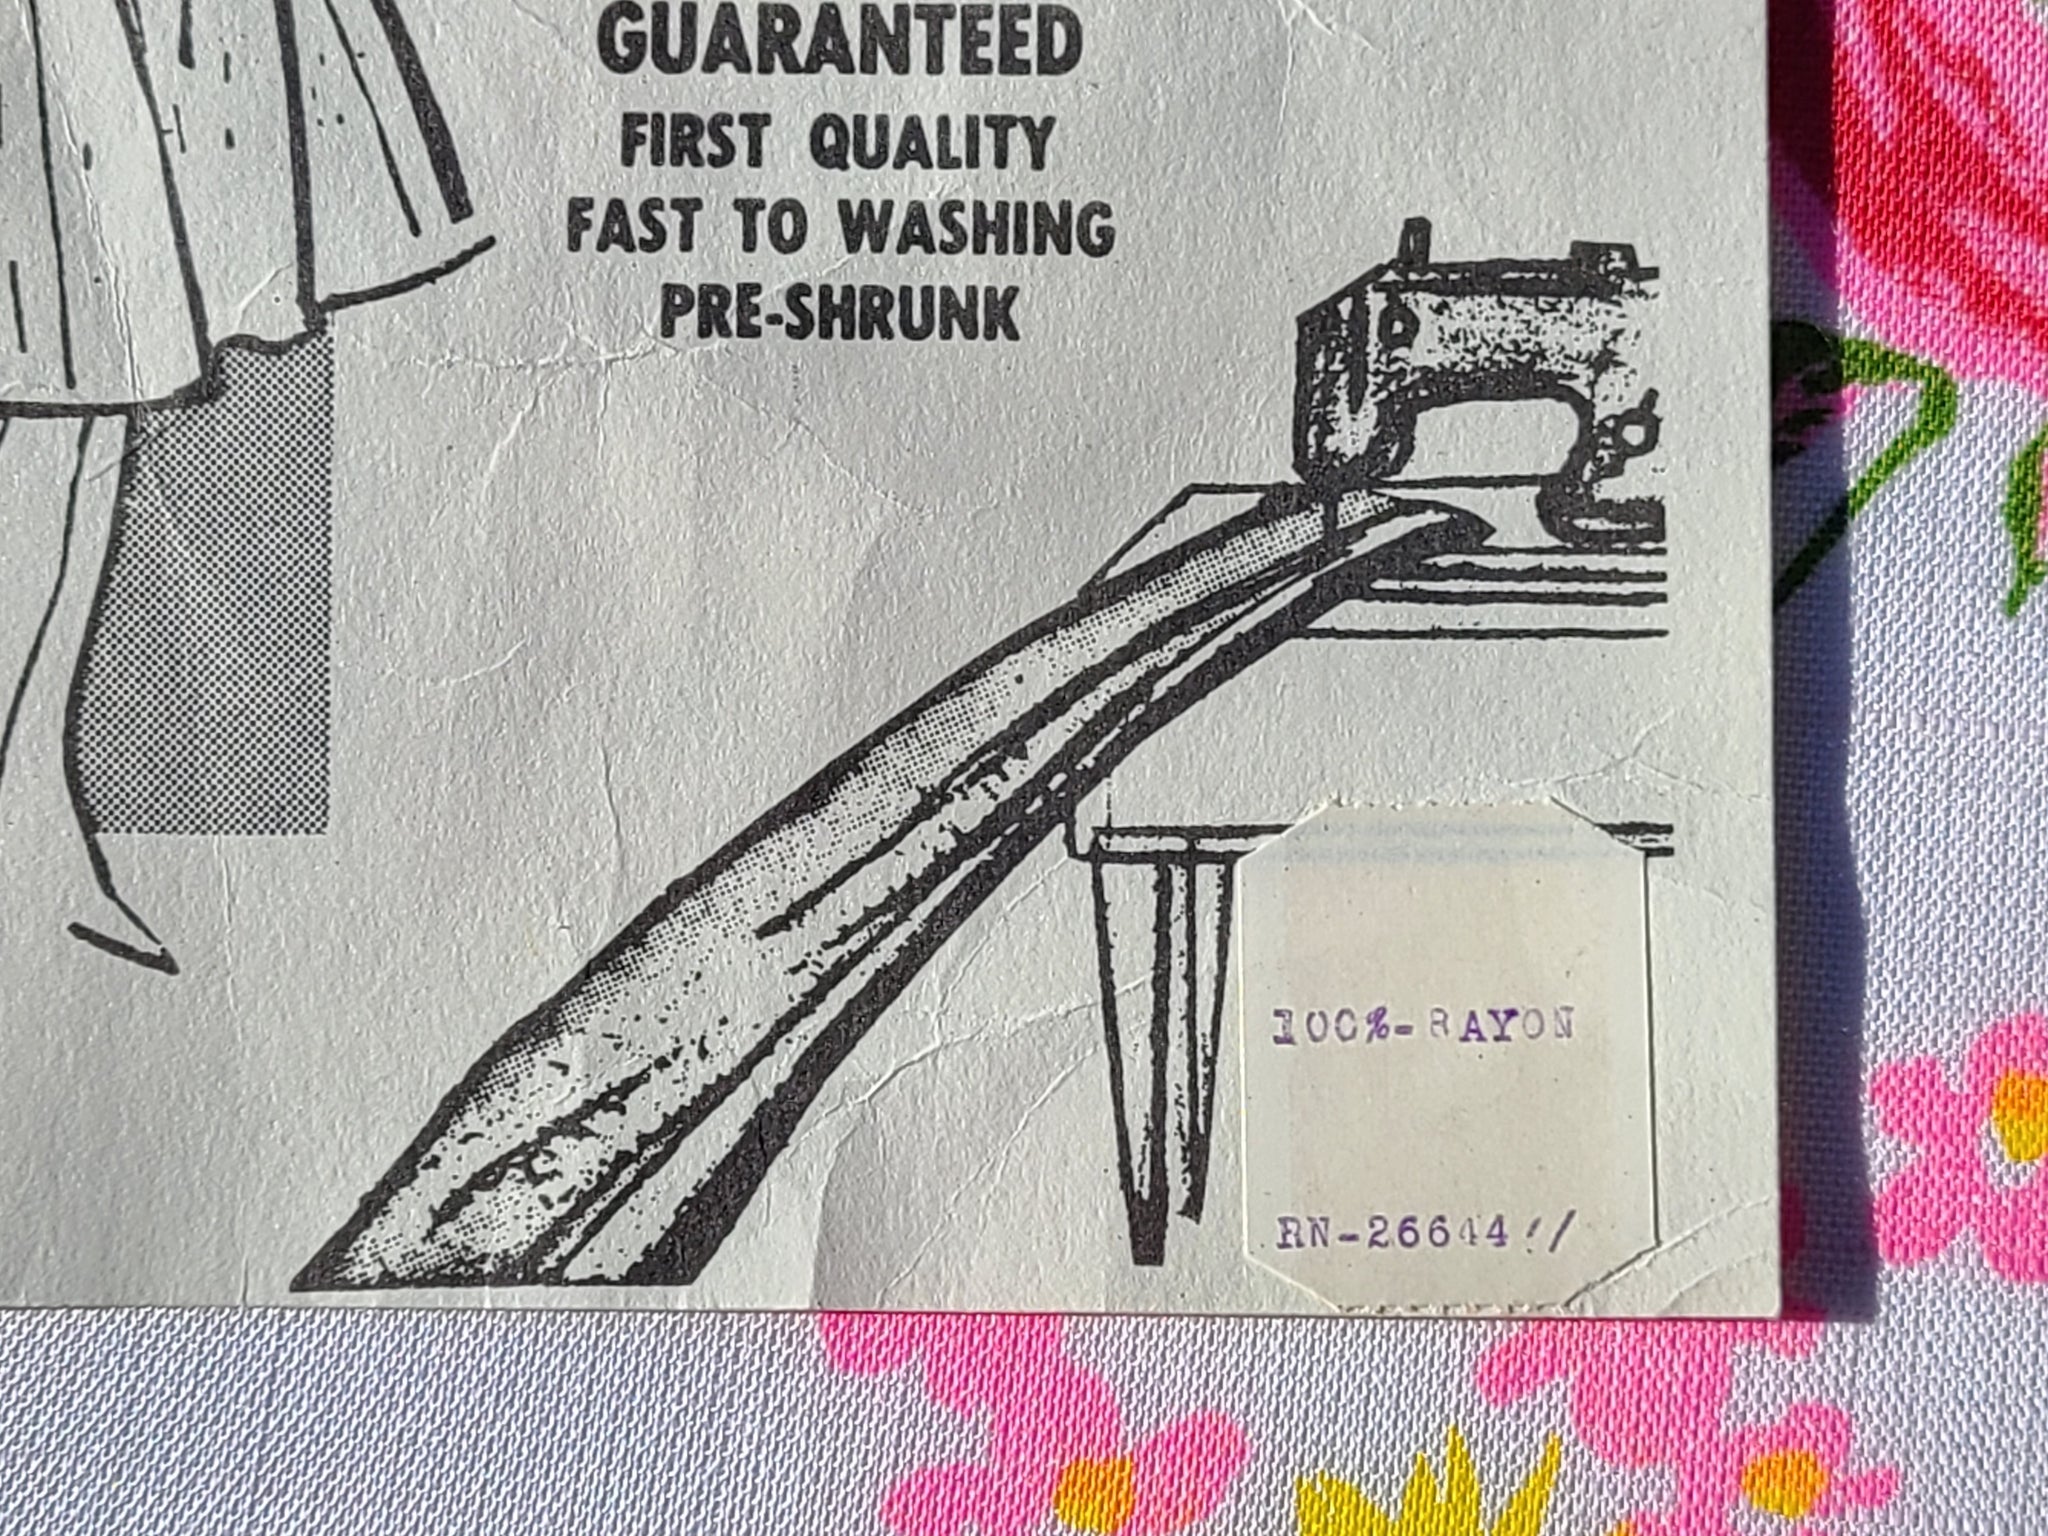 GUARANTEED
FIRST QUALITY
FAST TO WASHING
PRE-SHRUNK
100%-RAYON
RN-26644//